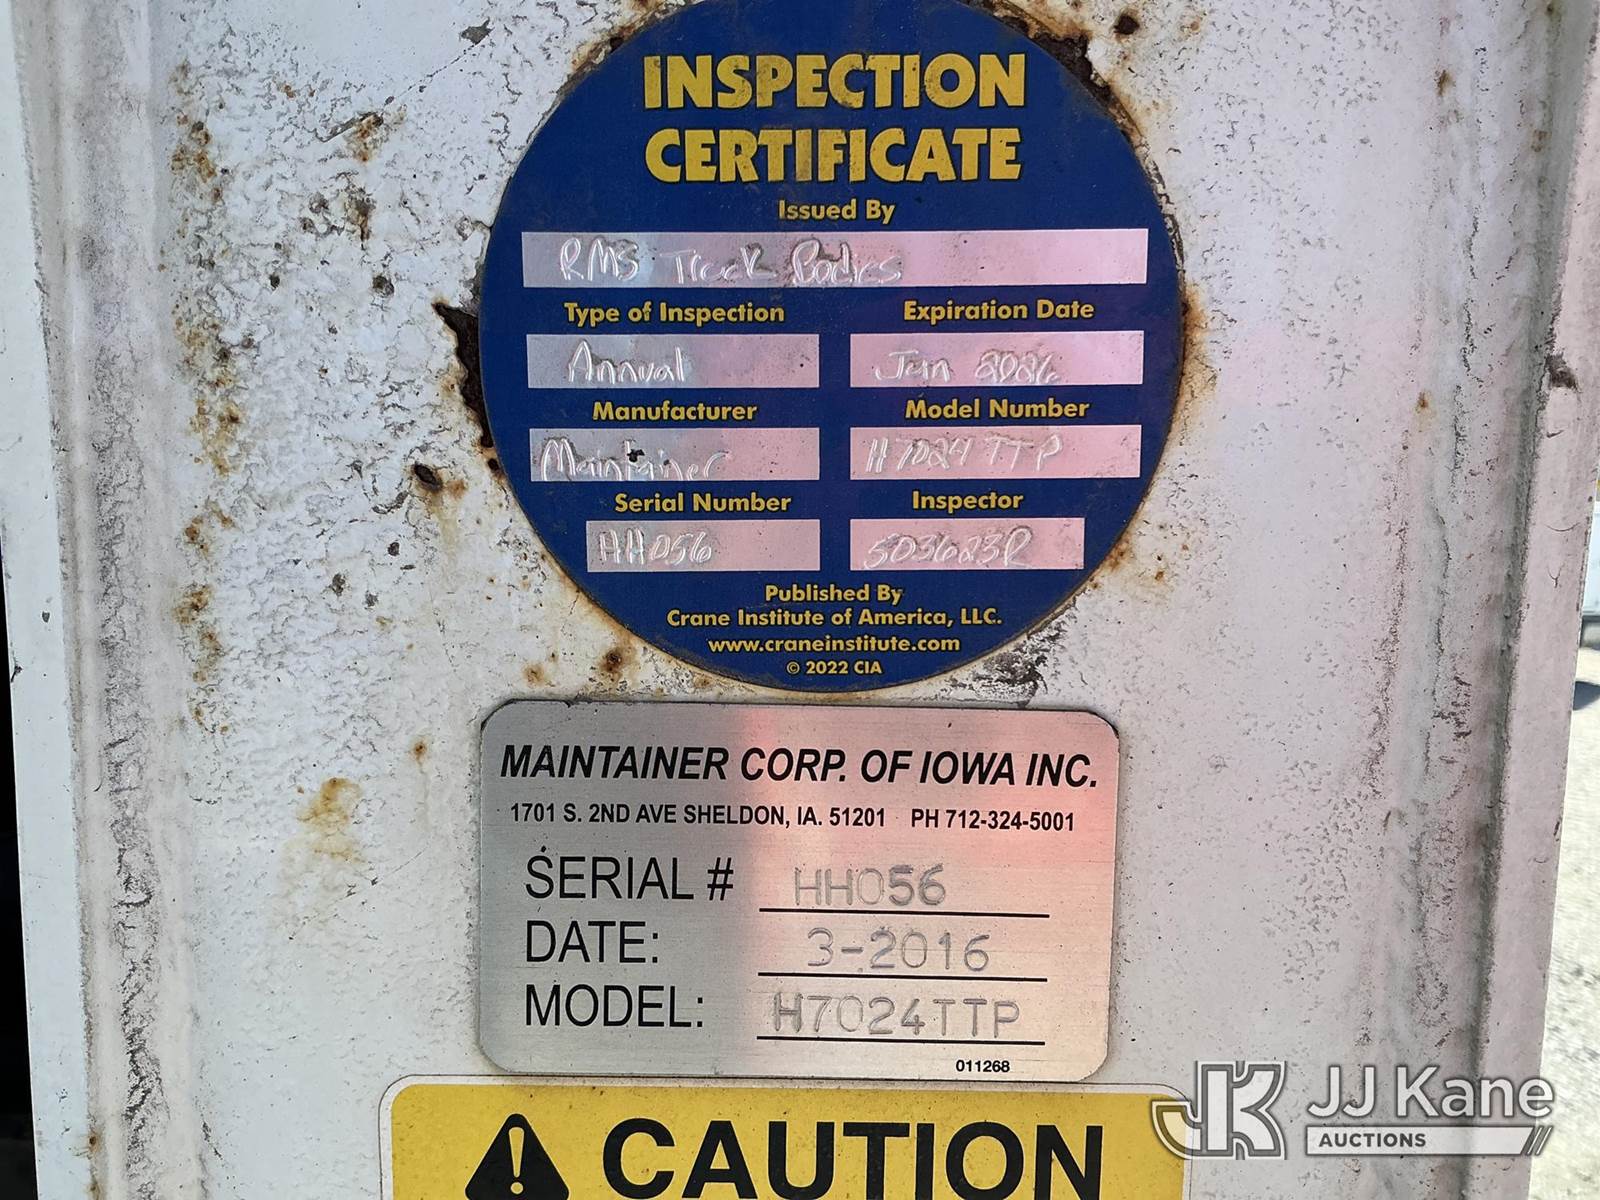 INSPECTION
CERTIFICATE
Issued By
RMS Truck Bodies
Type of Inspection
Expiration Date
Annual
Jan 2026
Manufacturer
Model Number
Maintainer
H7024 TTP
Serial Number
Inspector
HH056
503623R
Published By
Crane Institute of America, LLC.
www.craneinstitute.com
© 2022 CIA
MAINTAINER CORP. OF IOWA INC.
1701 S. 2ND AVE SHELDON, IA. 51201 PH 712-324-5001
SERIAL # HH056
DATE: 3-2016
MODEL: H7024TTP
011268
CAUTION
JJ Kane
AUCTIONS